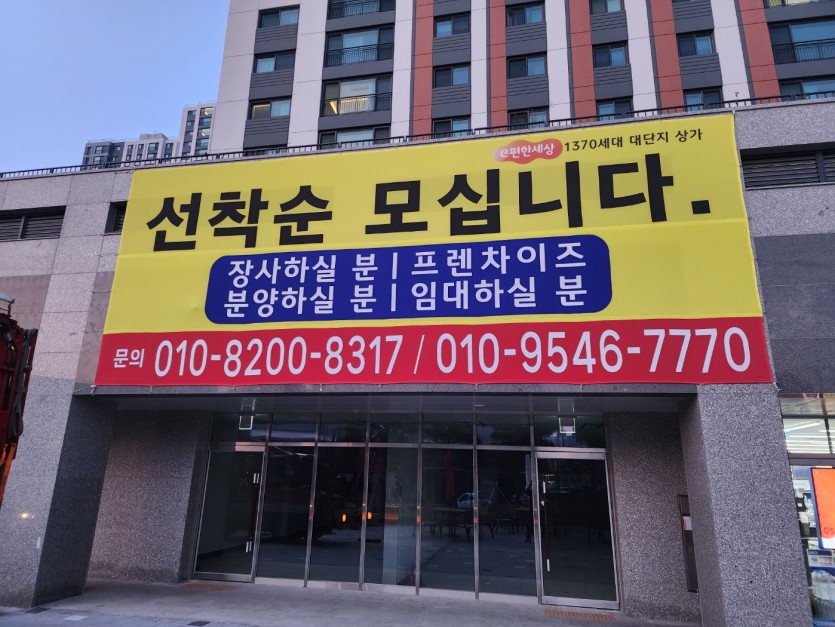 e편한세상 1370세대 대단지 상가
선착순 모십니다.
장사하실 분 | 프렌차이즈
분양하실 분 | 임대하실 분
문의 010-8200-8317 / 010-9546-7770
GS